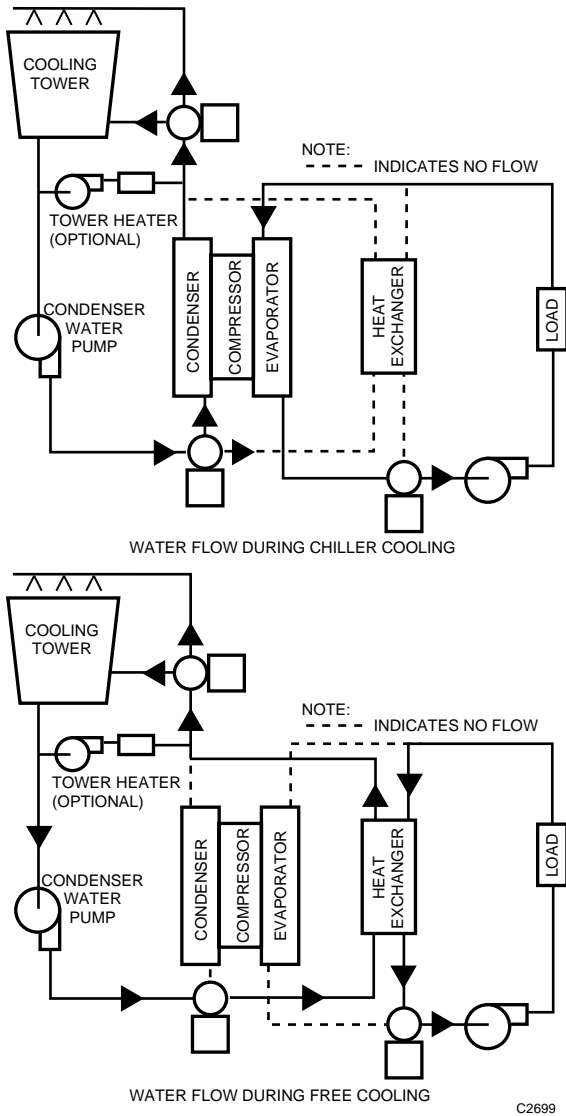 COOLING
TOWER
NOTE:
INDICATES NO FLOW
TOWER HEATER
(OPTIONAL)
CONDENSER
WATER
PUMP
CONDENSER
COMPRESSOR
EVAPORATOR
HEAT
EXCHANGER
LOAD
WATER FLOW DURING CHILLER COOLING
COOLING
TOWER
NOTE:
INDICATES NO FLOW
TOWER HEATER
(OPTIONAL)
CONDENSER
WATER
PUMP
CONDENSER
COMPRESSOR
EVAPORATOR
HEAT
EXCHANGER
LOAD
WATER FLOW DURING FREE COOLING
C2699